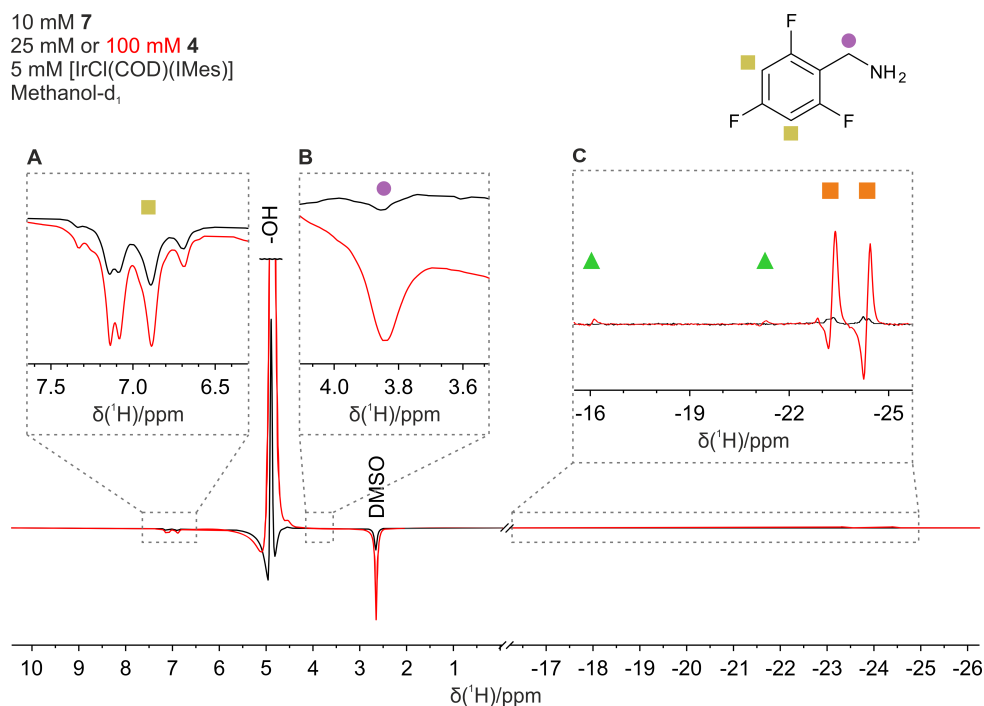 10 mM 7
25 mM or 100 mM 4
5 mM [IrCl(COD)(IMes)]
Methanol-d₁
F
NH₂
F
F
A
B
C
-OH
7.5 7.0 6.5
δ(¹H)/ppm
4.0 3.8 3.6
δ(¹H)/ppm
-16 -19 -22 -25
δ(¹H)/ppm
DMSO
10 9 8 7 6 5 4 3 2 1 -17 -18 -19 -20 -21 -22 -23 -24 -25 -26
δ(¹H)/ppm